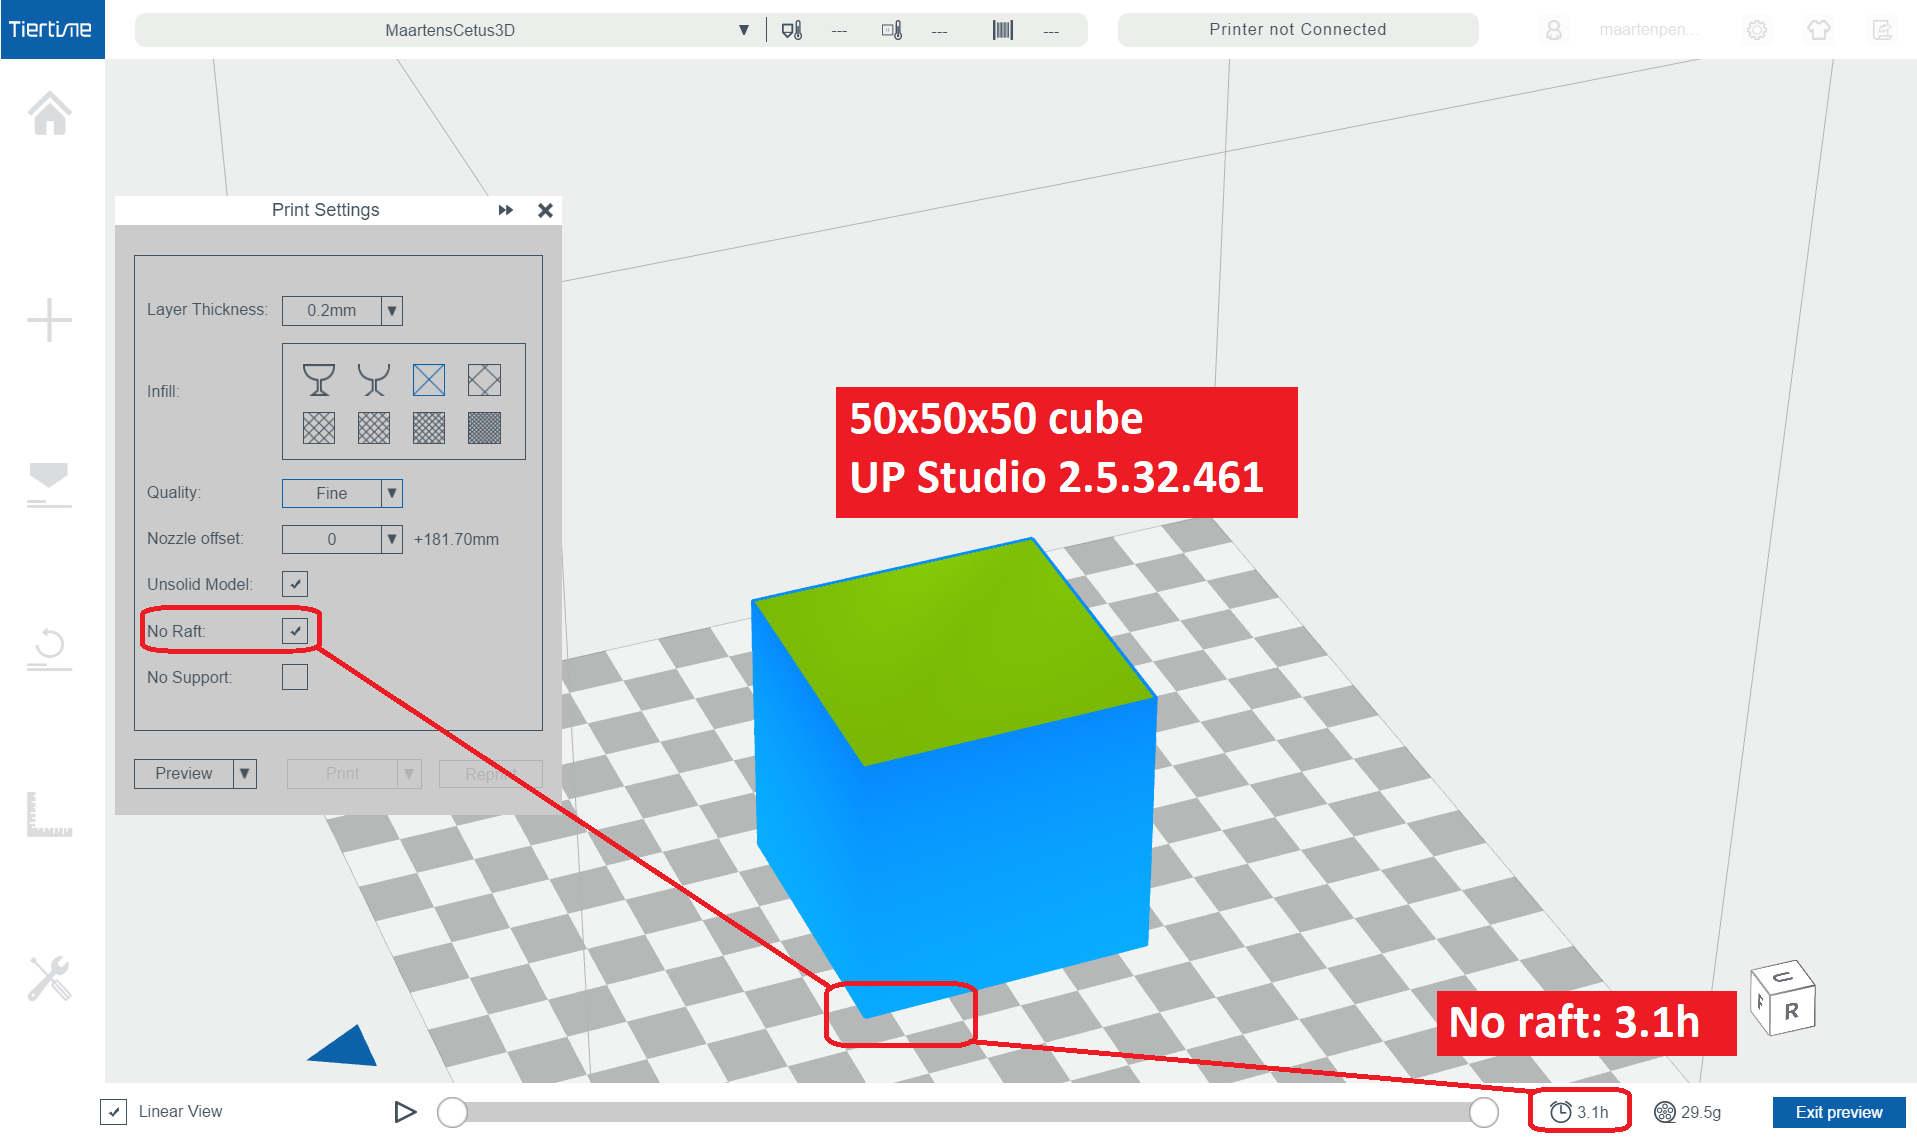 Tiertime
MaartensCetus3D
---
---
---
Printer not Connected
maartenpen...
Print Settings
Layer Thickness: 0.2mm
Infill:
50x50x50 cube
UP Studio 2.5.32.461
Quality: Fine
Nozzle offset: 0 +181.70mm
Unsolid Model:
No Raft:
No Support:
Preview Print Reprint
U
F
R
No raft: 3.1h
Linear View
3.1h
29.5g
Exit preview